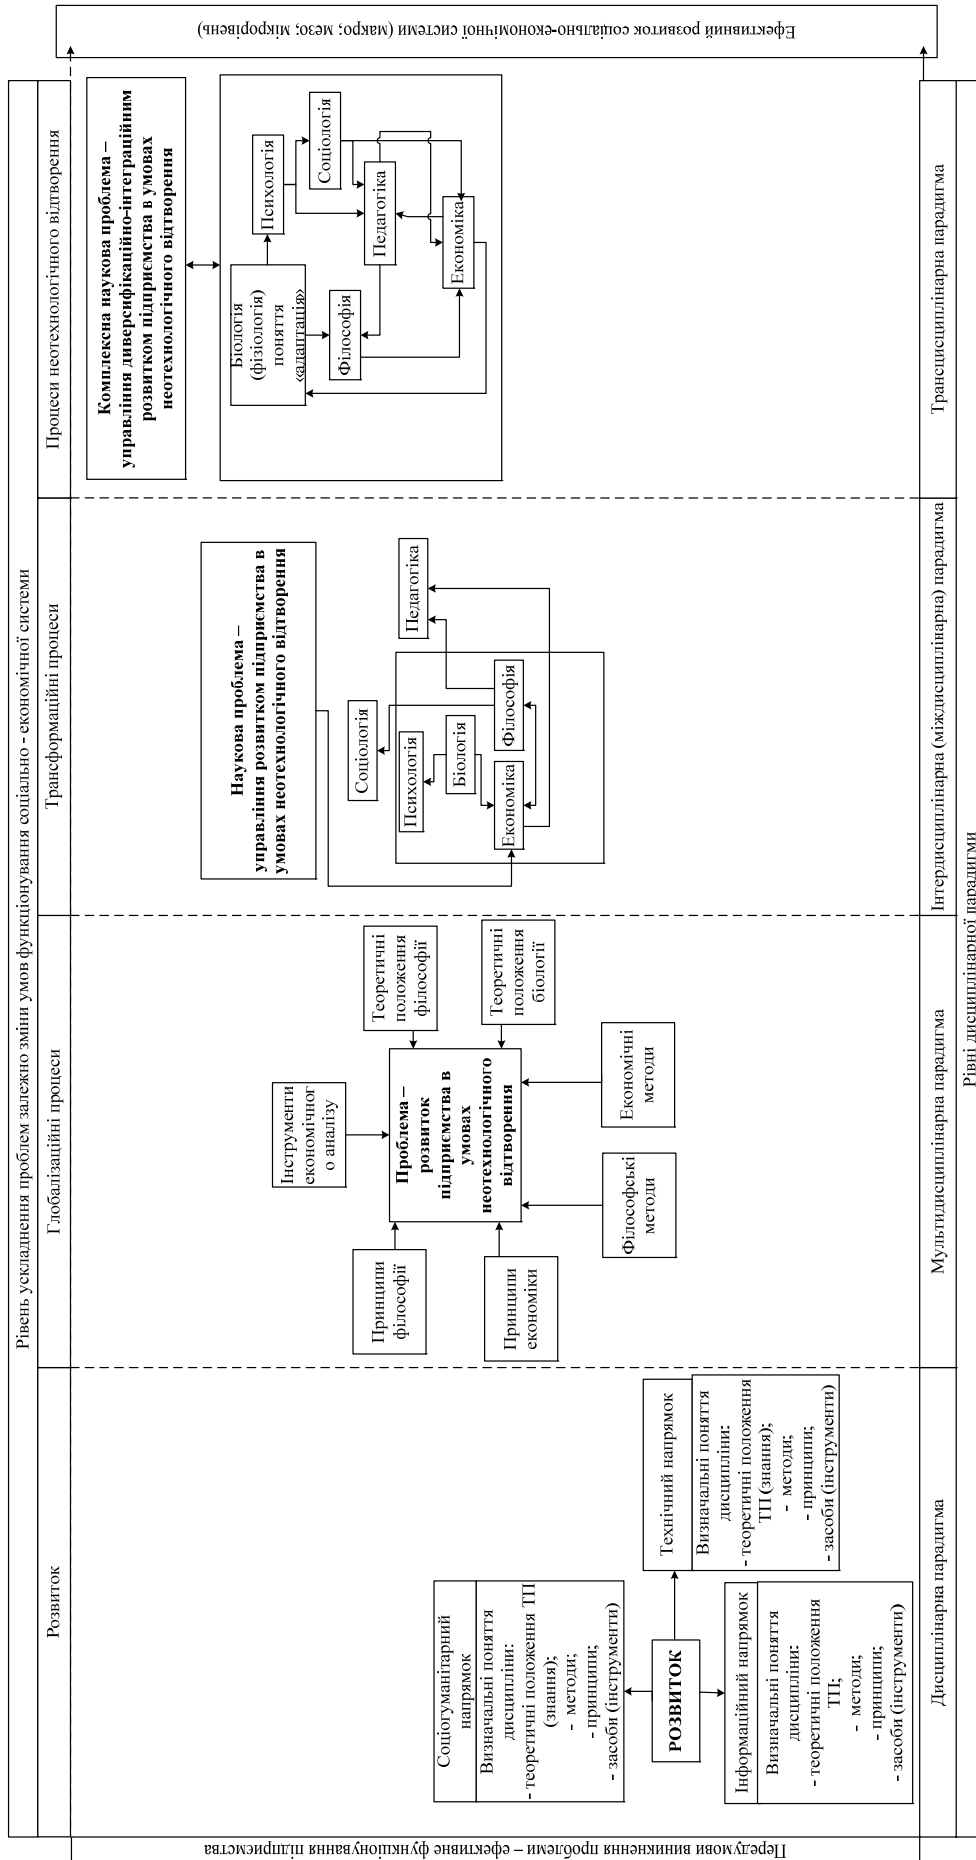 Рівень ускладнення проблем залежно зміни умов функціонування соціально - економічної системи
Розвиток
Глобалізаційні процеси
Трансформаційні процеси
Процеси неотехнологічного відтворення
Передумови виникнення проблеми – ефективне функціонування підприємства
Соціогуманітарний
напрямок
Визначальні поняття
дисципліни:
- теоретичні положення ТП
(знання);
- методи;
- принципи;
- засоби (інструменти)
РОЗВИТОК
Технічний напрямок
Визначальні поняття
дисципліни:
- теоретичні положення
ТП (знання);
- методи;
- принципи;
- засоби (інструменти)
Інформаційний напрямок
Визначальні поняття
дисципліни:
- теоретичні положення
ТП;
- методи;
- принципи;
- засоби (інструменти)
Інструменти
економічног
о аналізу
Принципи
філософії
Теоретичні
положення
філософії
Проблема –
розвиток
підприємства в
умовах
неотехнологічного
відтворення
Принципи
економіки
Теоретичні
положення
біології
Філософські
методи
Економічні
методи
Наукова проблема –
управління розвитком підприємства в
умовах неотехнологічного відтворення
Соціологія
Психологія
Педагогіка
Біологія
Економіка
Філософія
Комплексна наукова проблема –
управління диверсифікаційно-інтеграційним
розвитком підприємства в умовах
неотехнологічного відтворення
Біологія
(фізіологія)
поняття
«адаптація»
Психологія
Соціологія
Філософія
Педагогіка
Економіка
Ефективний розвиток соціально-економічної системи (макро; мезо; мікрорівень)
Дисциплінарна парадигма
Мультидисциплінарна парадигма
Інтердисциплінарна (міждисциплінарна) парадигма
Трансцисциплінарна парадигма
Рівні дисциплінарної парадигми